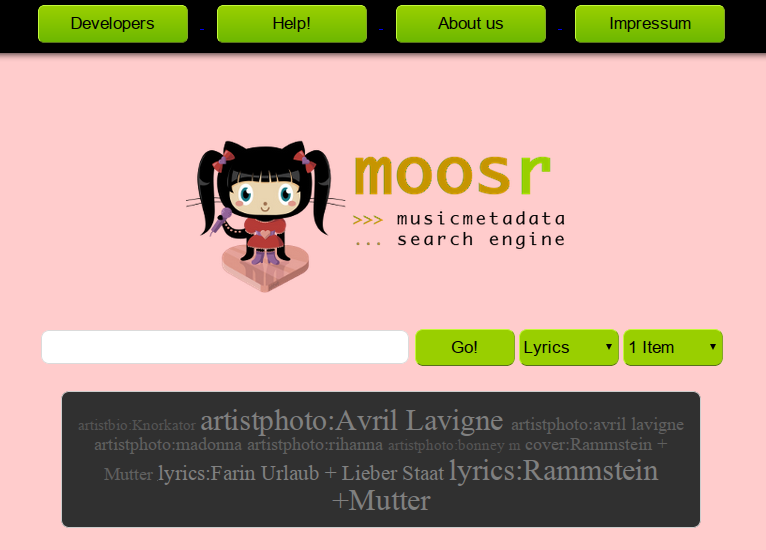 Developers Help! About us Impressum
moosr
>>> musicmetadata
... search engine
Go! Lyrics 1 Item
artistbio:Knorkator artistphoto:Avril Lavigne artistphoto:avril lavigne
artistphoto:madonna artistphoto:rihanna artistphoto:bonney m cover:Rammstein +
Mutter lyrics:Farin Urlaub + Lieber Staat lyrics:Rammstein
+Mutter